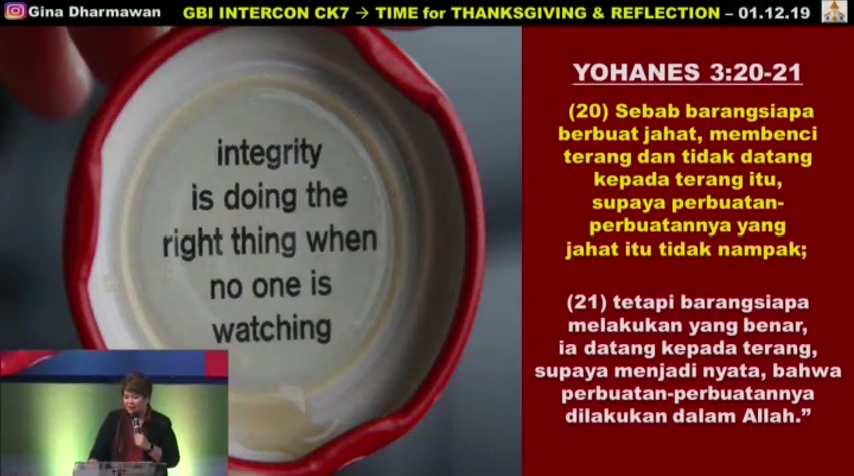 Gina Dharmawan GBI INTERCON CK7 → TIME for THANKSGIVING & REFLECTION – 01.12.19
integrity
is doing the
right thing when
no one is
watching
YOHANES 3:20-21
(20) Sebab barangsiapa
berbuat jahat, membenci
terang dan tidak datang
kepada terang itu,
supaya perbuatan-
perbuatannya yang
jahat itu tidak nampak;
(21) tetapi barangsiapa
melakukan yang benar,
ia datang kepada terang,
supaya menjadi nyata, bahwa
perbuatan-perbuatannya
dilakukan dalam Allah.”